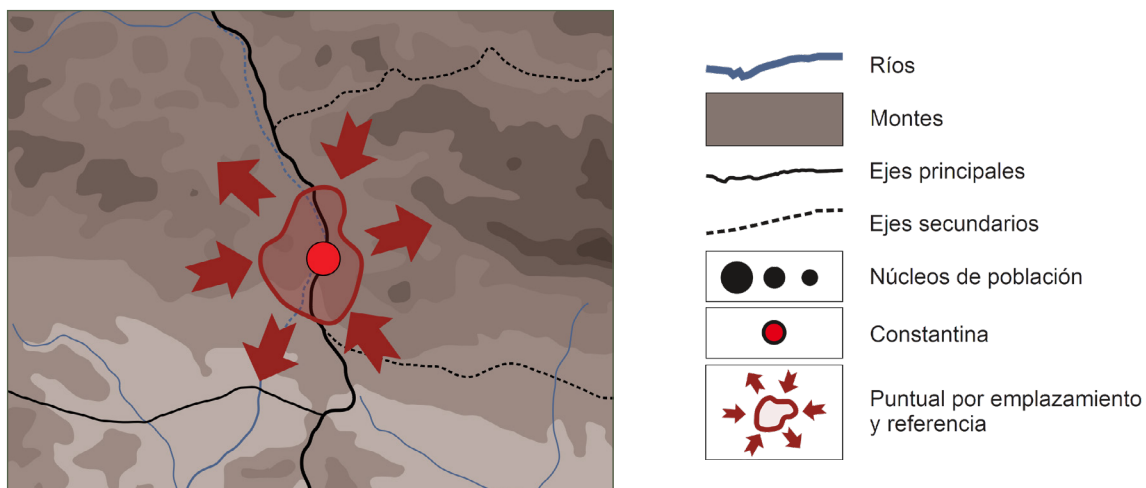 Ríos
Montes
Ejes principales
Ejes secundarios
Núcleos de población
Constantina
Puntual por emplazamiento
y referencia